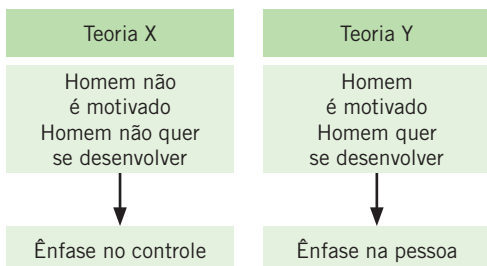 Teoria X
Homem não
é motivado
Homem não quer
se desenvolver
Ênfase no controle
Teoria Y
Homem
é motivado
Homem quer
se desenvolver
Ênfase na pessoa